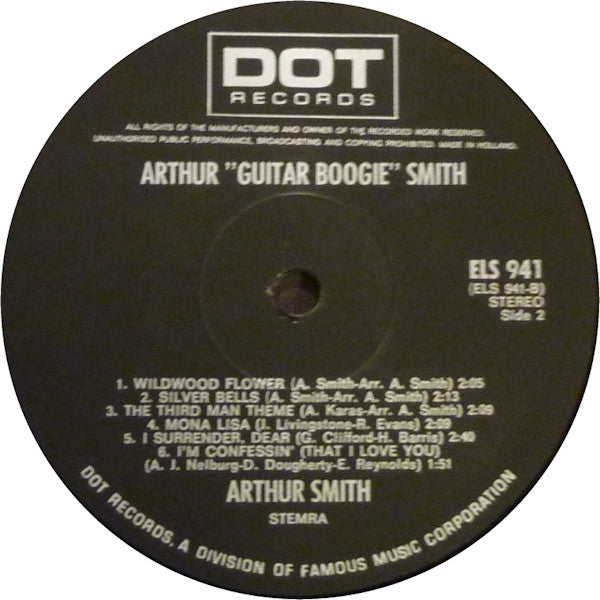 DOT
RECORDS
ALL RIGHTS OF THE MANUFACTURERS AND OWNER OF THE RECORDED WORK RESERVED.
UNAUTHORISED PUBLIC PERFORMANCE, BROADCASTING AND COPYING PROHIBITED MADE IN HOLLAND.
ARTHUR "GUITAR BOOGIE" SMITH
ELS 941
(ELS 941-B)
STEREO
Side 2
1. WILDWOOD FLOWER (A. Smith-Arr. A. Smith) 2:05
2. SILVER BELLS (A. Smith-Arr. A. Smith) 2:13
3. THE THIRD MAN THEME (A. Karas-Arr. A. Smith) 2:09
4. MONA LISA (J. Livingstone-R. Evans) 2:09
5. I SURRENDER, DEAR (G. Clifford-H. Barris) 2:40
6. I'M CONFESSIN' (THAT I LOVE YOU)
(A. J. Neiburg-D. Dougherty-E. Reynolds) 1:51
ARTHUR SMITH
STEMRA
DOT RECORDS, A DIVISION OF FAMOUS MUSIC CORPORATION